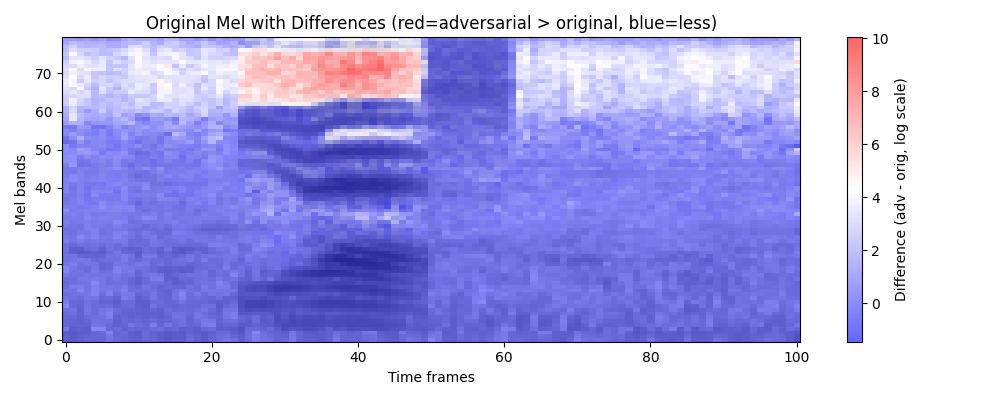 Original Mel with Differences (red=adversarial > original, blue=less)
Mel bands
70
60
50
40
30
20
10
0
0 20 40 60 80 100
Time frames
10
8
6
4
2
0
Difference (adv - orig, log scale)